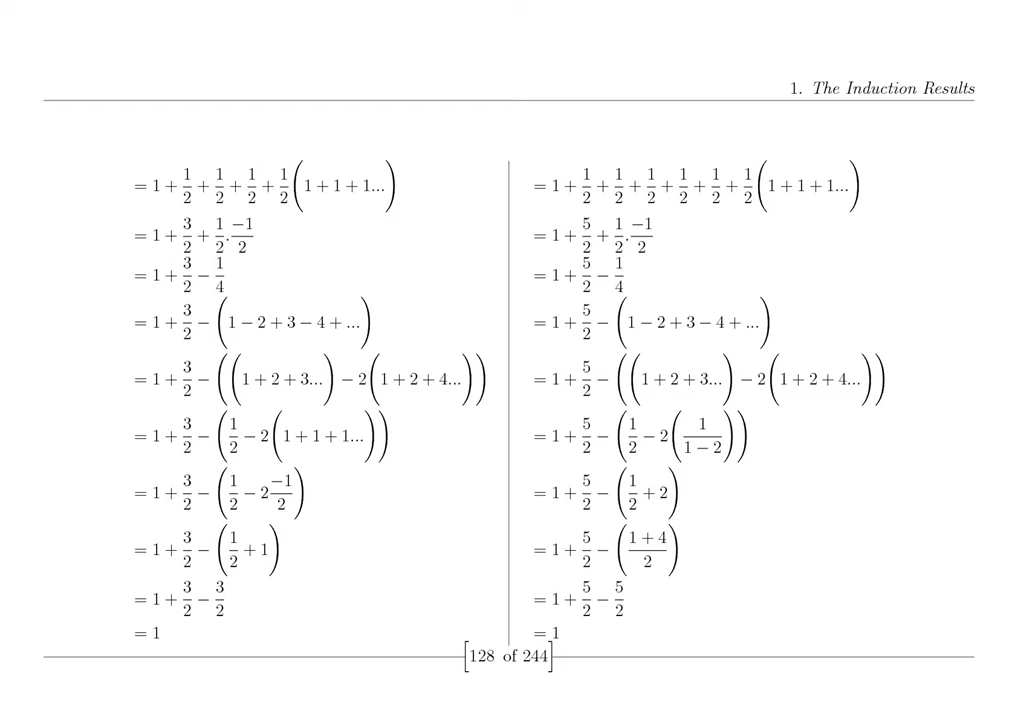 1. The Induction Results
= 1 + 1/2 + 1/2 + 1/2 + 1/2 (1 + 1 + 1...)
= 1 + 3/2 + 1/2 . −1/2
= 1 + 3/2 − 1/4
= 1 + 3/2 − (1 − 2 + 3 − 4 + ...)
= 1 + 3/2 − ((1 + 2 + 3...) − 2(1 + 2 + 4...))
= 1 + 3/2 − (1/2 − 2(1 + 1 + 1...))
= 1 + 3/2 − (1/2 − 2 −1/2)
= 1 + 3/2 − (1/2 + 1)
= 1 + 3/2 − 3/2
= 1
= 1 + 1/2 + 1/2 + 1/2 + 1/2 + 1/2 + 1/2 (1 + 1 + 1...)
= 1 + 5/2 + 1/2 . −1/2
= 1 + 5/2 − 1/4
= 1 + 5/2 − (1 − 2 + 3 − 4 + ...)
= 1 + 5/2 − ((1 + 2 + 3...) − 2(1 + 2 + 4...))
= 1 + 5/2 − (1/2 − 2(1/(1 − 2)))
= 1 + 5/2 − (1/2 + 2)
= 1 + 5/2 − ((1 + 4)/2)
= 1 + 5/2 − 5/2
= 1
[128 of 244]